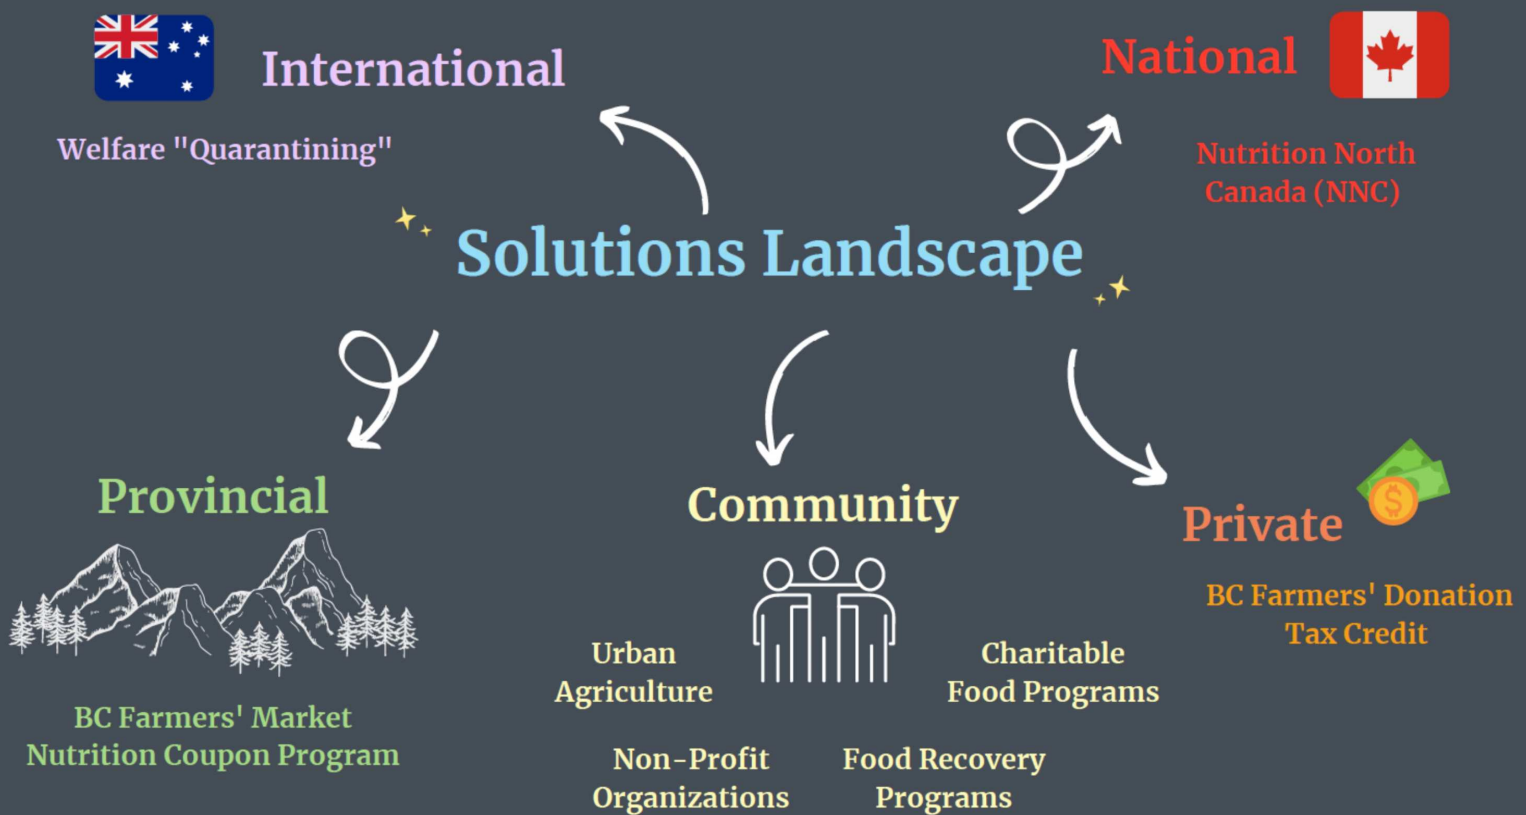 International
National
Welfare "Quarantining"
Nutrition North
Canada (NNC)
Solutions Landscape
Provincial
Community
Private
BC Farmers' Donation
Tax Credit
Urban
Agriculture
Charitable
Food Programs
BC Farmers' Market
Nutrition Coupon Program
Non-Profit
Organizations
Food Recovery
Programs
$